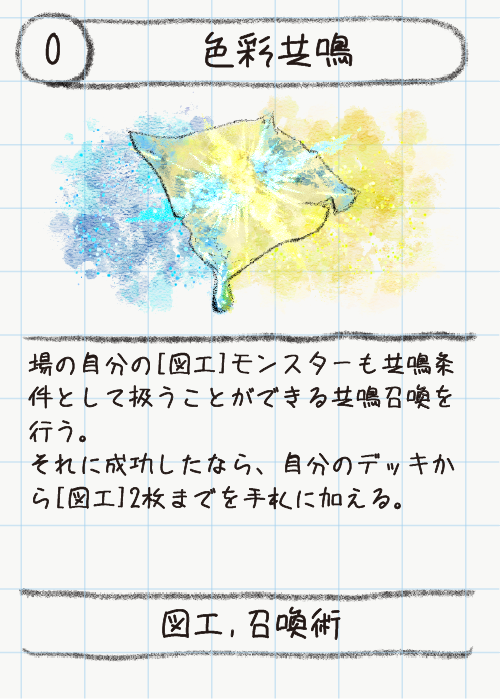 0
色彩共鳴
場の自分の[図工]モンスターも共鳴条
件として扱うことができる共鳴召喚を
行う。
それに成功したなら、自分のデッキか
ら[図工]2枚までを手札に加える。
図工,召喚術